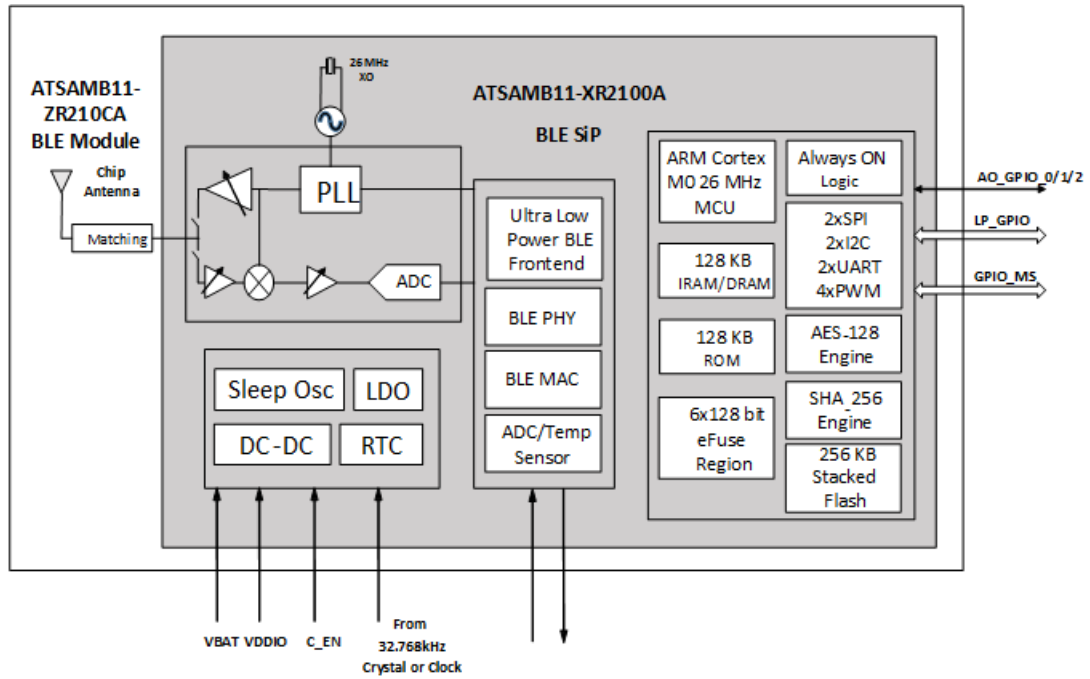 26 MHz
XO
ATSAMB11-
ZR210CA
BLE Module
ATSAMB11-XR2100A
BLE SiP
Chip
Antenna
Matching
PLL
ADC
Ultra Low
Power BLE
Frontend
BLE PHY
BLE MAC
ADC/Temp
Sensor
ARM Cortex
M0 26 MHz
MCU
128 KB
IRAM/DRAM
128 KB
ROM
6x128 bit
eFuse
Region
Always ON
Logic
2xSPI
2xI2C
2xUART
4xPWM
AES-128
Engine
SHA_256
Engine
256 KB
Stacked
Flash
AO_GPIO_0/1/2
LP_GPIO
GPIO_MS
Sleep Osc
LDO
DC-DC
RTC
VBAT VDDIO
C_EN
From
32.768kHz
Crystal or Clock